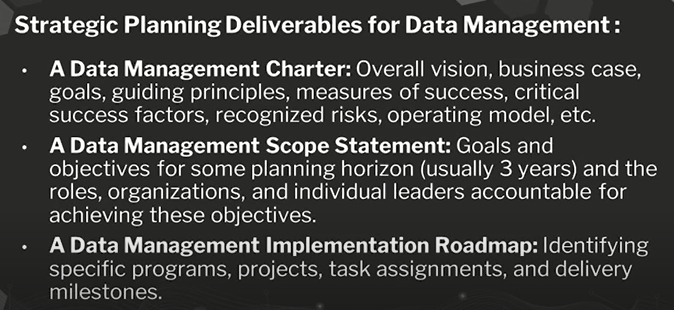 Strategic Planning Deliverables for Data Management :
• A Data Management Charter: Overall vision, business case,
goals, guiding principles, measures of success, critical
success factors, recognized risks, operating model, etc.
• A Data Management Scope Statement: Goals and
objectives for some planning horizon (usually 3 years) and the
roles, organizations, and individual leaders accountable for
achieving these objectives.
• A Data Management Implementation Roadmap: Identifying
specific programs, projects, task assignments, and delivery
milestones.